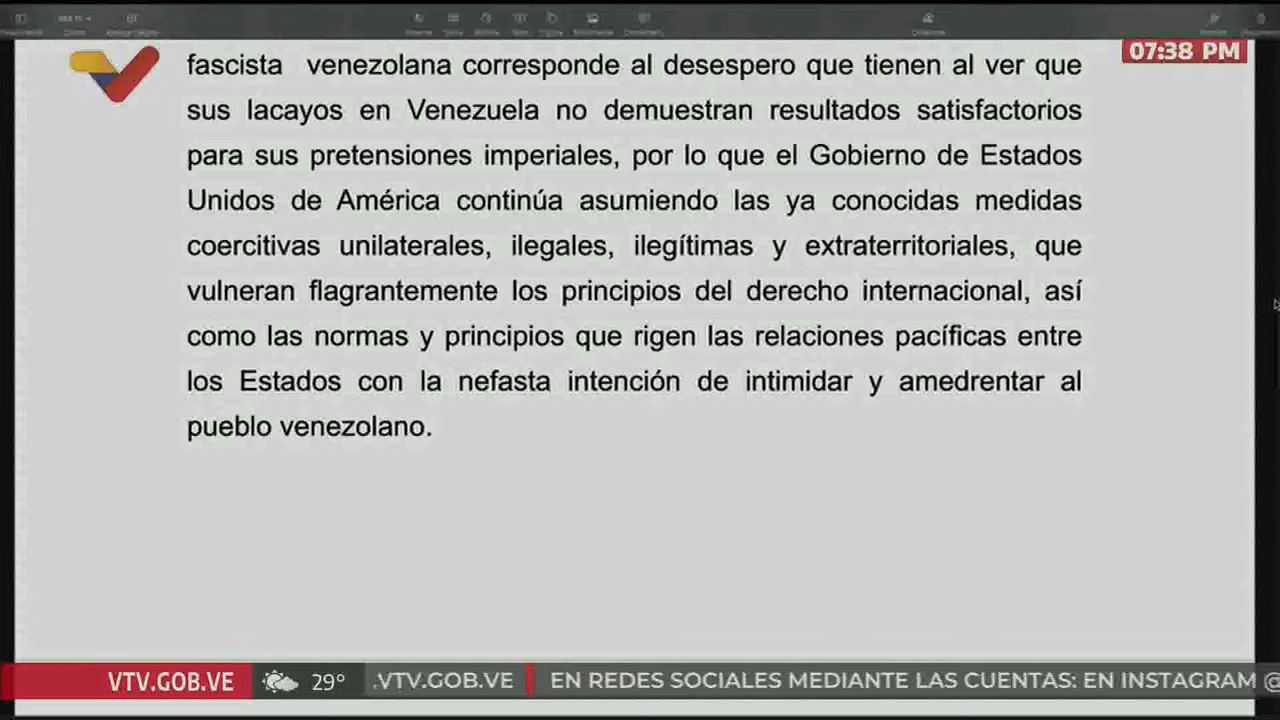 07:38 PM
fascista venezolana corresponde al desespero que tienen al ver que
sus lacayos en Venezuela no demuestran resultados satisfactorios
para sus pretensiones imperiales, por lo que el Gobierno de Estados
Unidos de América continúa asumiendo las ya conocidas medidas
coercitivas unilaterales, ilegales, ilegítimas y extraterritoriales, que
vulneran flagrantemente los principios del derecho internacional, así
como las normas y principios que rigen las relaciones pacíficas entre
los Estados con la nefasta intención de intimidar y amedrentar al
pueblo venezolano.
VTV.GOB.VE 29° .VTV.GOB.VE EN REDES SOCIALES MEDIANTE LAS CUENTAS: EN INSTAGRAM @